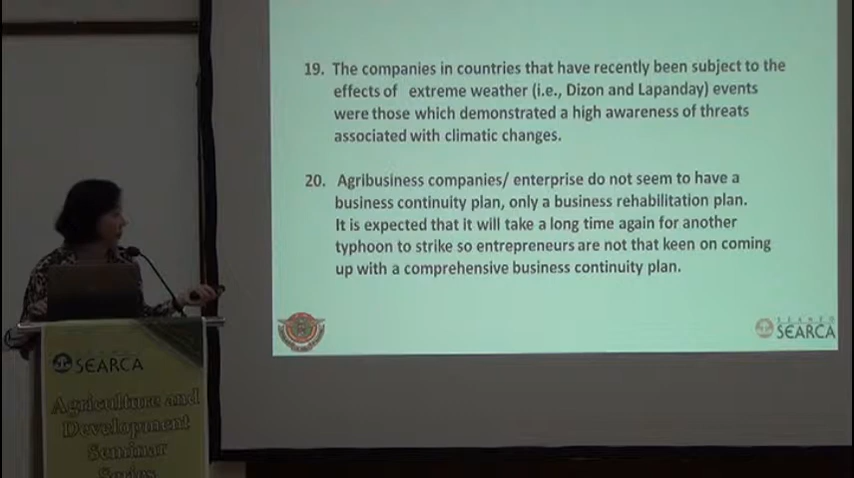 19. The companies in countries that have recently been subject to the
effects of extreme weather (i.e., Dizon and Lapanday) events
were those which demonstrated a high awareness of threats
associated with climatic changes.
20. Agribusiness companies/ enterprise do not seem to have a
business continuity plan, only a business rehabilitation plan.
It is expected that it will take a long time again for another
typhoon to strike so entrepreneurs are not that keen on coming
up with a comprehensive business continuity plan.
SEAMEO
SEARCA
SEARCA
Agriculture and
Development
Seminar
Series